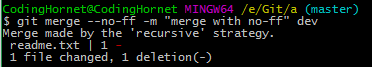 CodingHornet@CodingHornet MINGW64 /e/Git/a (master)
$ git merge --no-ff -m "merge with no-ff" dev
Merge made by the 'recursive' strategy.
 readme.txt | 1 -
 1 file changed, 1 deletion(-)